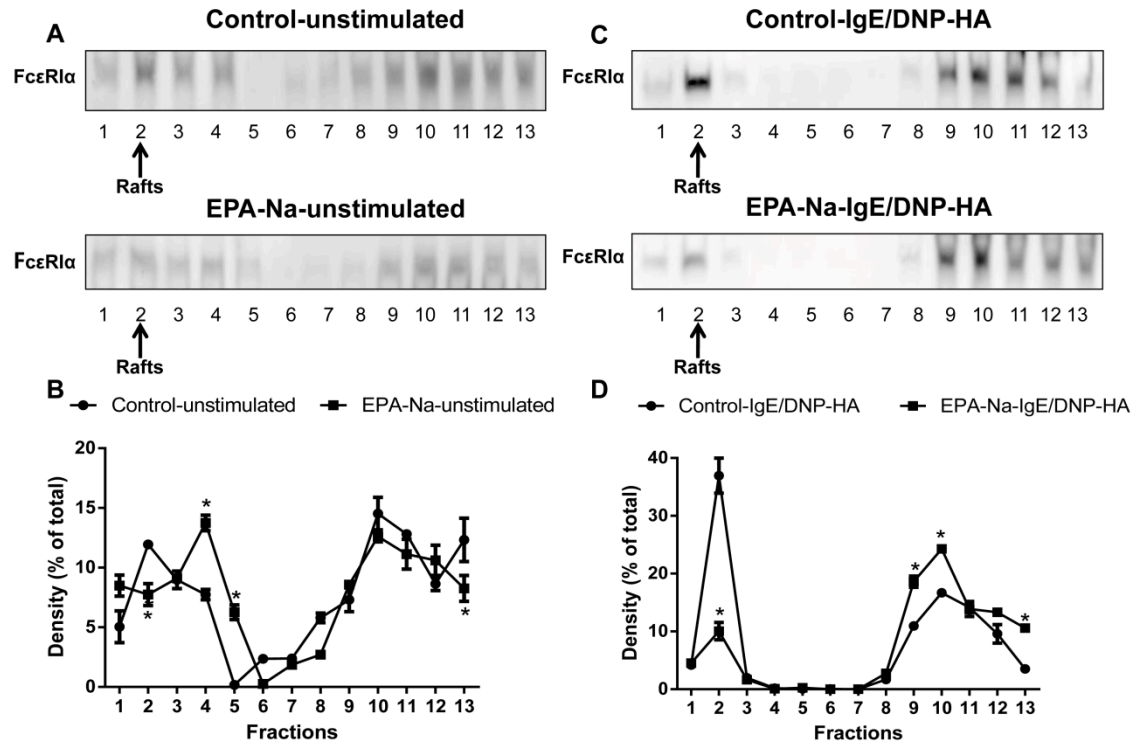 A
Control-unstimulated
FcεRIα
1 2 3 4 5 6 7 8 9 10 11 12 13
Rafts
EPA-Na-unstimulated
FcεRIα
1 2 3 4 5 6 7 8 9 10 11 12 13
Rafts
C
Control-IgE/DNP-HA
FcεRIα
1 2 3 4 5 6 7 8 9 10 11 12 13
Rafts
EPA-Na-IgE/DNP-HA
FcεRIα
1 2 3 4 5 6 7 8 9 10 11 12 13
Rafts
B
Control-unstimulated EPA-Na-unstimulated
Density (% of total)
20
15
10
5
0
* * * *
1 2 3 4 5 6 7 8 9 10 11 12 13
Fractions
D
Control-IgE/DNP-HA EPA-Na-IgE/DNP-HA
Density (% of total)
40
30
20
10
0
* * * *
1 2 3 4 5 6 7 8 9 10 11 12 13
Fractions